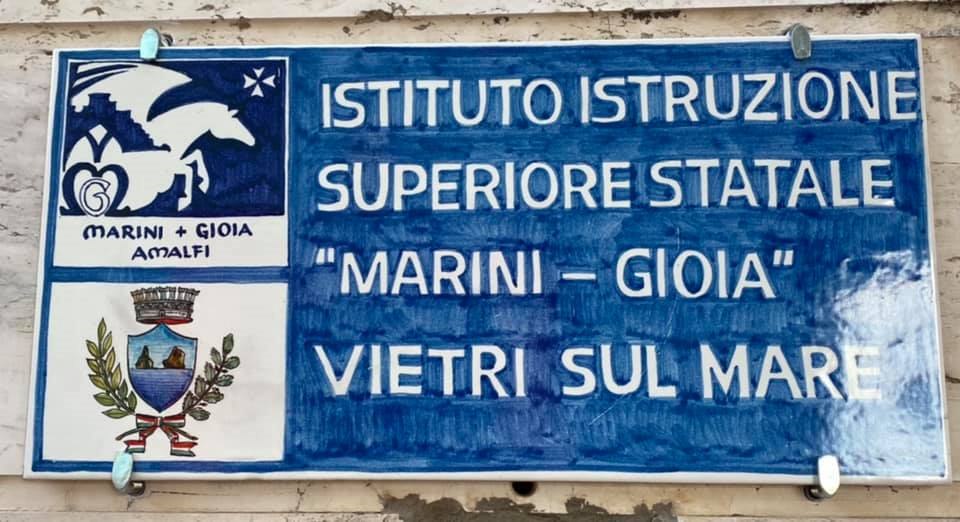 MARINI + GIOIA
AMALFI
ISTITUTO ISTRUZIONE
SUPERIORE STATALE
"MARINI – GIOIA"
VIETRI SUL MARE